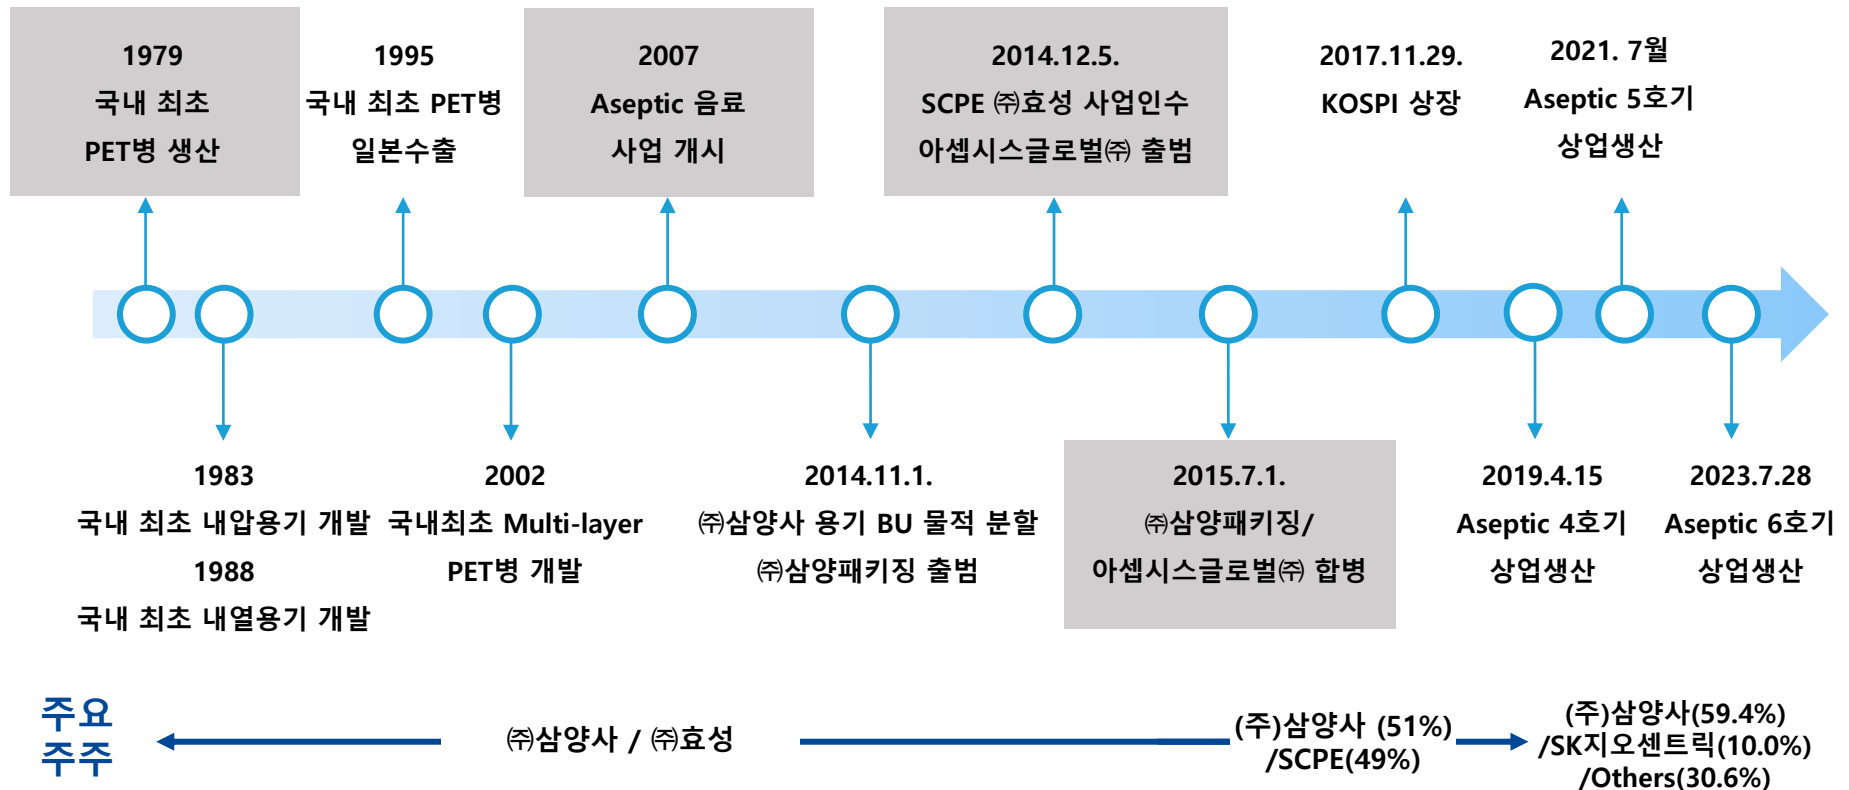 1979
국내 최초
PET병 생산
1995
국내 최초 PET병
일본수출
2007
Aseptic 음료
사업 개시
2014.12.5.
SCPE ㈜효성 사업인수
아셉시스글로벌㈜ 출범
2017.11.29.
KOSPI 상장
2021. 7월
Aseptic 5호기
상업생산
1983
국내 최초 내압용기 개발
1988
국내 최초 내열용기 개발
2002
국내최초 Multi-layer
PET병 개발
2014.11.1.
㈜삼양사 용기 BU 물적 분할
㈜삼양패키징 출범
2015.7.1.
㈜삼양패키징/
아셉시스글로벌㈜ 합병
2019.4.15
Aseptic 4호기
상업생산
2023.7.28
Aseptic 6호기
상업생산
주요
주주
㈜삼양사 / ㈜효성
(주)삼양사 (51%)
/SCPE(49%)
(주)삼양사(59.4%)
/SK지오센트릭(10.0%)
/Others(30.6%)